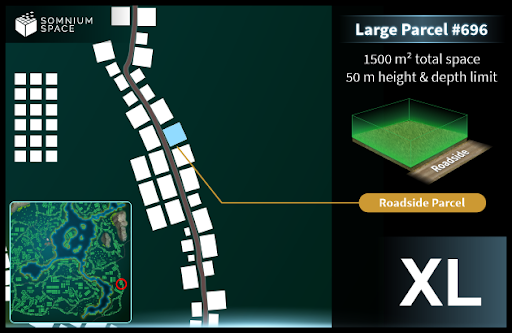 SOMNIUM
SPACE
Large Parcel #696
1500 m² total space
50 m height & depth limit
Roadside
Roadside Parcel
XL